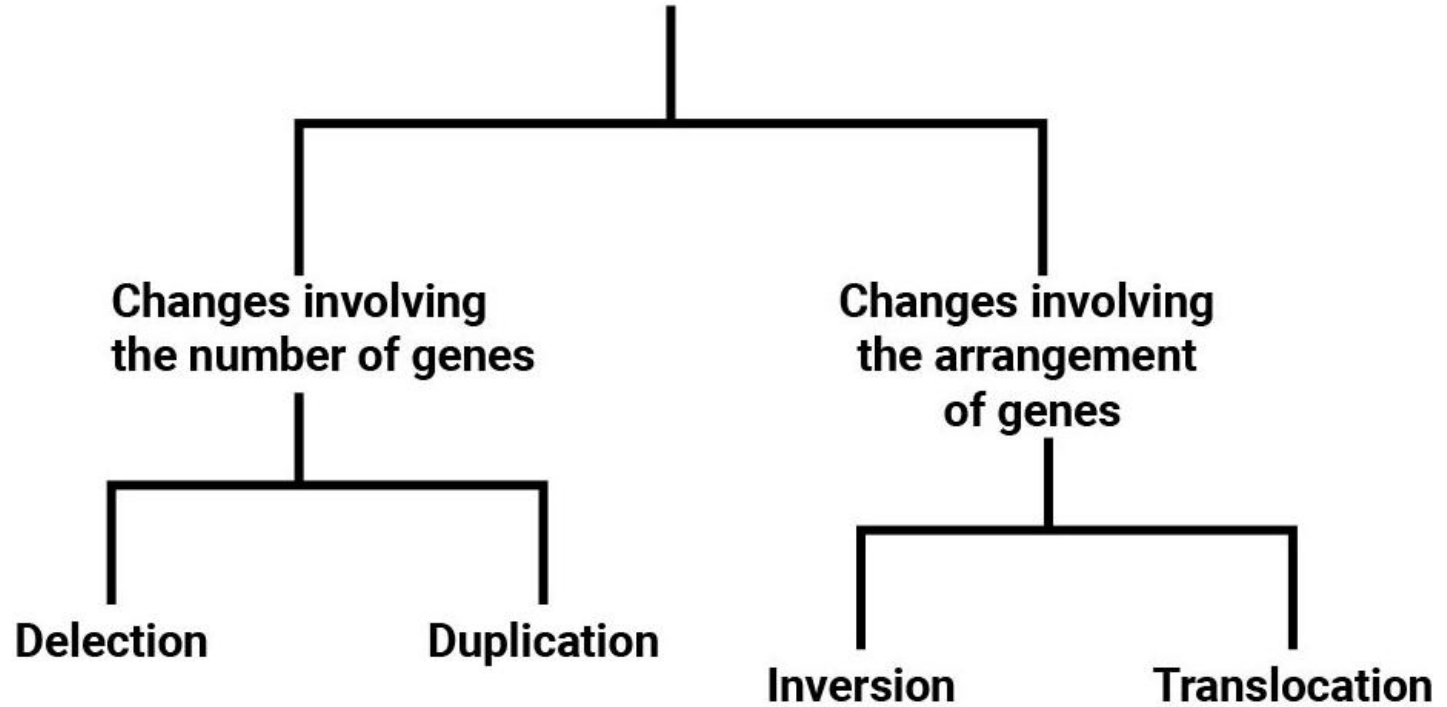 Changes involving
the number of genes
Changes involving
the arrangement
of genes
Delection
Duplication
Inversion
Translocation